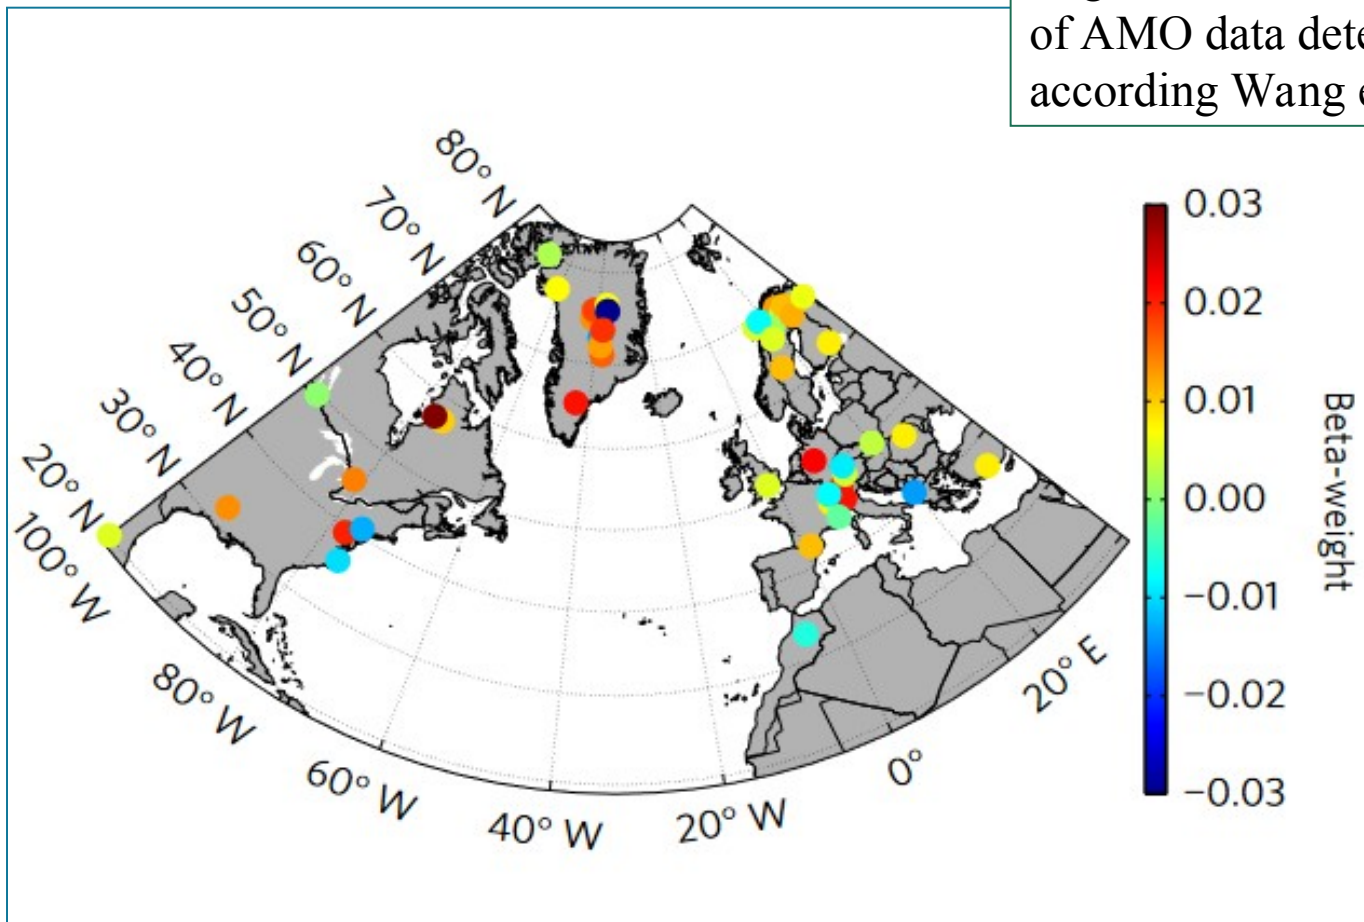 of AMO data
according Wang
80° N
70° N
60° N
50° N
40° N
30° N
20° N
100° W
80° W
60° W
40° W
20° W
0°
20° E
0.03
0.02
0.01
0.00
−0.01
−0.02
−0.03
Beta-weight